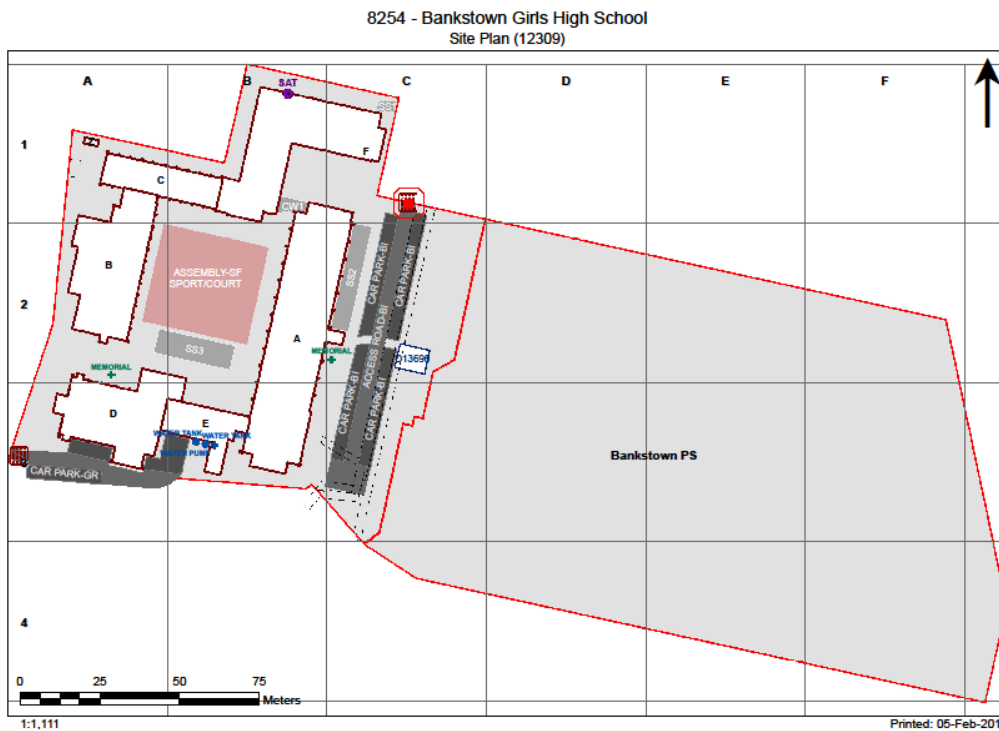 8254 - Bankstown Girls High School
Site Plan (12309)
A B C D E F
SAT
SS1
1
F
C
CW1
B
ASSEMBLY-SF
SPORT/COURT
SS2
CAR PARK-BI
CAR PARK-BI
2
ACCESS ROAD-BI
A
SS3
MEMORIAL
MEMORIAL
CAR PARK-BI
CAR PARK-BI
D
E
WATER TANK
WATER TANK
WATER PUMP
CAR PARK-GR
Bankstown PS
4
0 25 50 75
Meters
1:1,111
Printed: 05-Feb-201